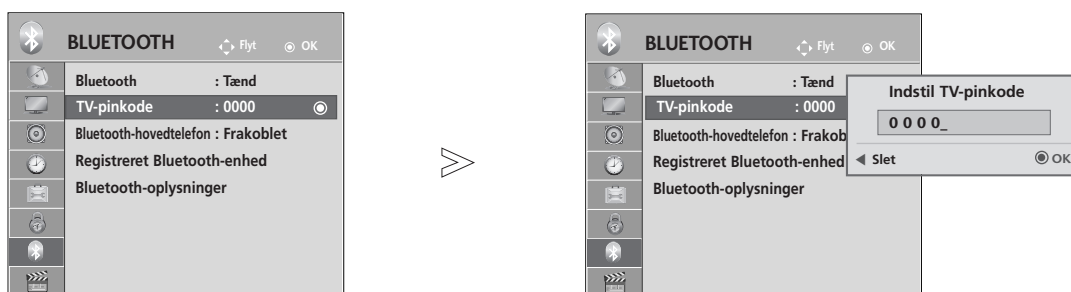 BLUETOOTH Flyt OK
Bluetooth : Tænd
TV-pinkode : 0000
Bluetooth-hovedtelefon : Frakoblet
Registreret Bluetooth-enhed
Bluetooth-oplysninger
BLUETOOTH Flyt OK
Bluetooth : Tænd
TV-pinkode : 0000
Bluetooth-hovedtelefon : Frakob
Registreret Bluetooth-enhed
Bluetooth-oplysninger
Indstil TV-pinkode
0 0 0 0_
Slet OK